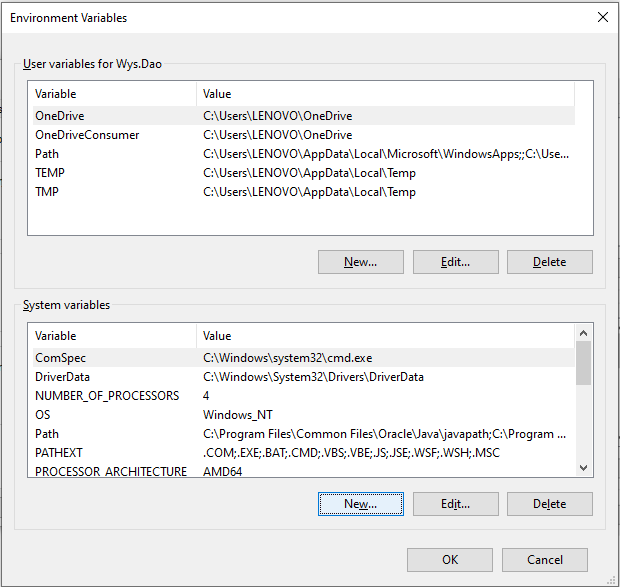 Environment Variables
User variables for Wys.Dao
Variable Value
OneDrive C:\Users\LENOVO\OneDrive
OneDriveConsumer C:\Users\LENOVO\OneDrive
Path C:\Users\LENOVO\AppData\Local\Microsoft\WindowsApps;;C:\Use...
TEMP C:\Users\LENOVO\AppData\Local\Temp
TMP C:\Users\LENOVO\AppData\Local\Temp
New... Edit... Delete
System variables
Variable Value
ComSpec C:\Windows\system32\cmd.exe
DriverData C:\Windows\System32\Drivers\DriverData
NUMBER_OF_PROCESSORS 4
OS Windows_NT
Path C:\Program Files\Common Files\Oracle\Java\javapath;C:\Program ...
PATHEXT .COM;.EXE;.BAT;.CMD;.VBS;.VBE;.JS;.JSE;.WSF;.WSH;.MSC
PROCESSOR_ARCHITECTURE AMD64
New... Edit... Delete
OK Cancel